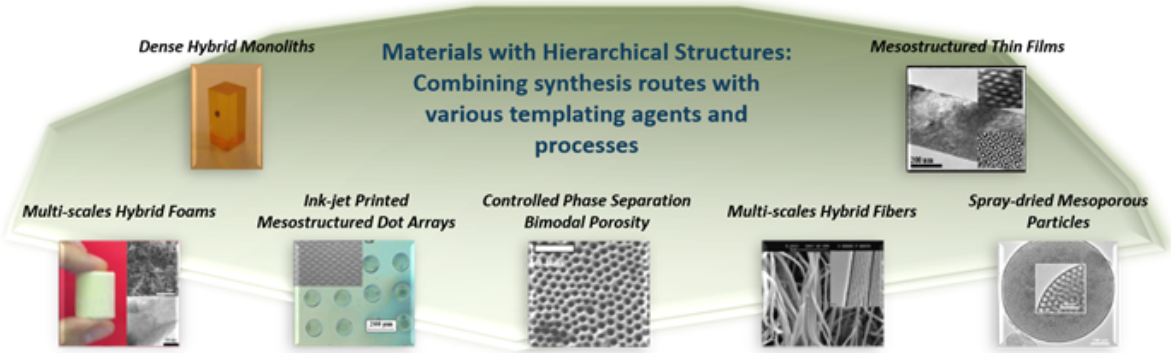 Dense Hybrid Monoliths
Materials with Hierarchical Structures:
Combining synthesis routes with
various templating agents and
processes
Mesostructured Thin Films
200 nm
Multi-scales Hybrid Foams
Ink-jet Printed
Mesostructured Dot Arrays
Controlled Phase Separation
Bimodal Porosity
Multi-scales Hybrid Fibers
Spray-dried Mesoporous
Particles
200 µm